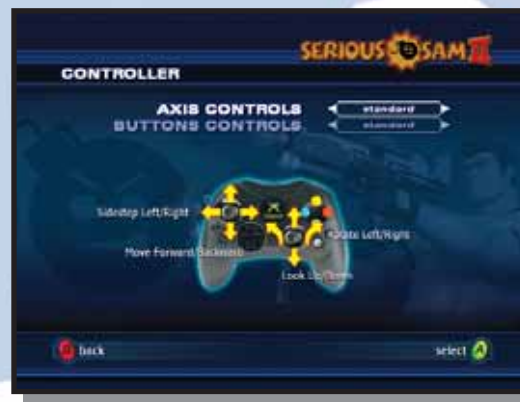 SERIOUS SAM II
CONTROLLER
AXIS CONTROLS standard
BUTTONS CONTROLS standard
Sidestep Left/Right
Rotate Left/Right
Move Forward/Backward
Look Up/Down
B back
select A